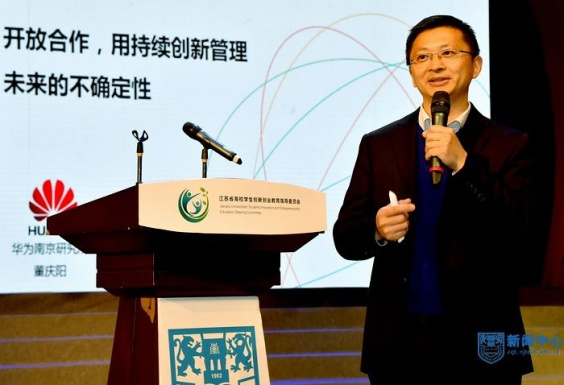 开放合作，用持续创新管理
未来的不确定性
HU
华为南京研究
董庆阳
江苏省高校学生创新创业教育指导委员会
1902
新闻中心